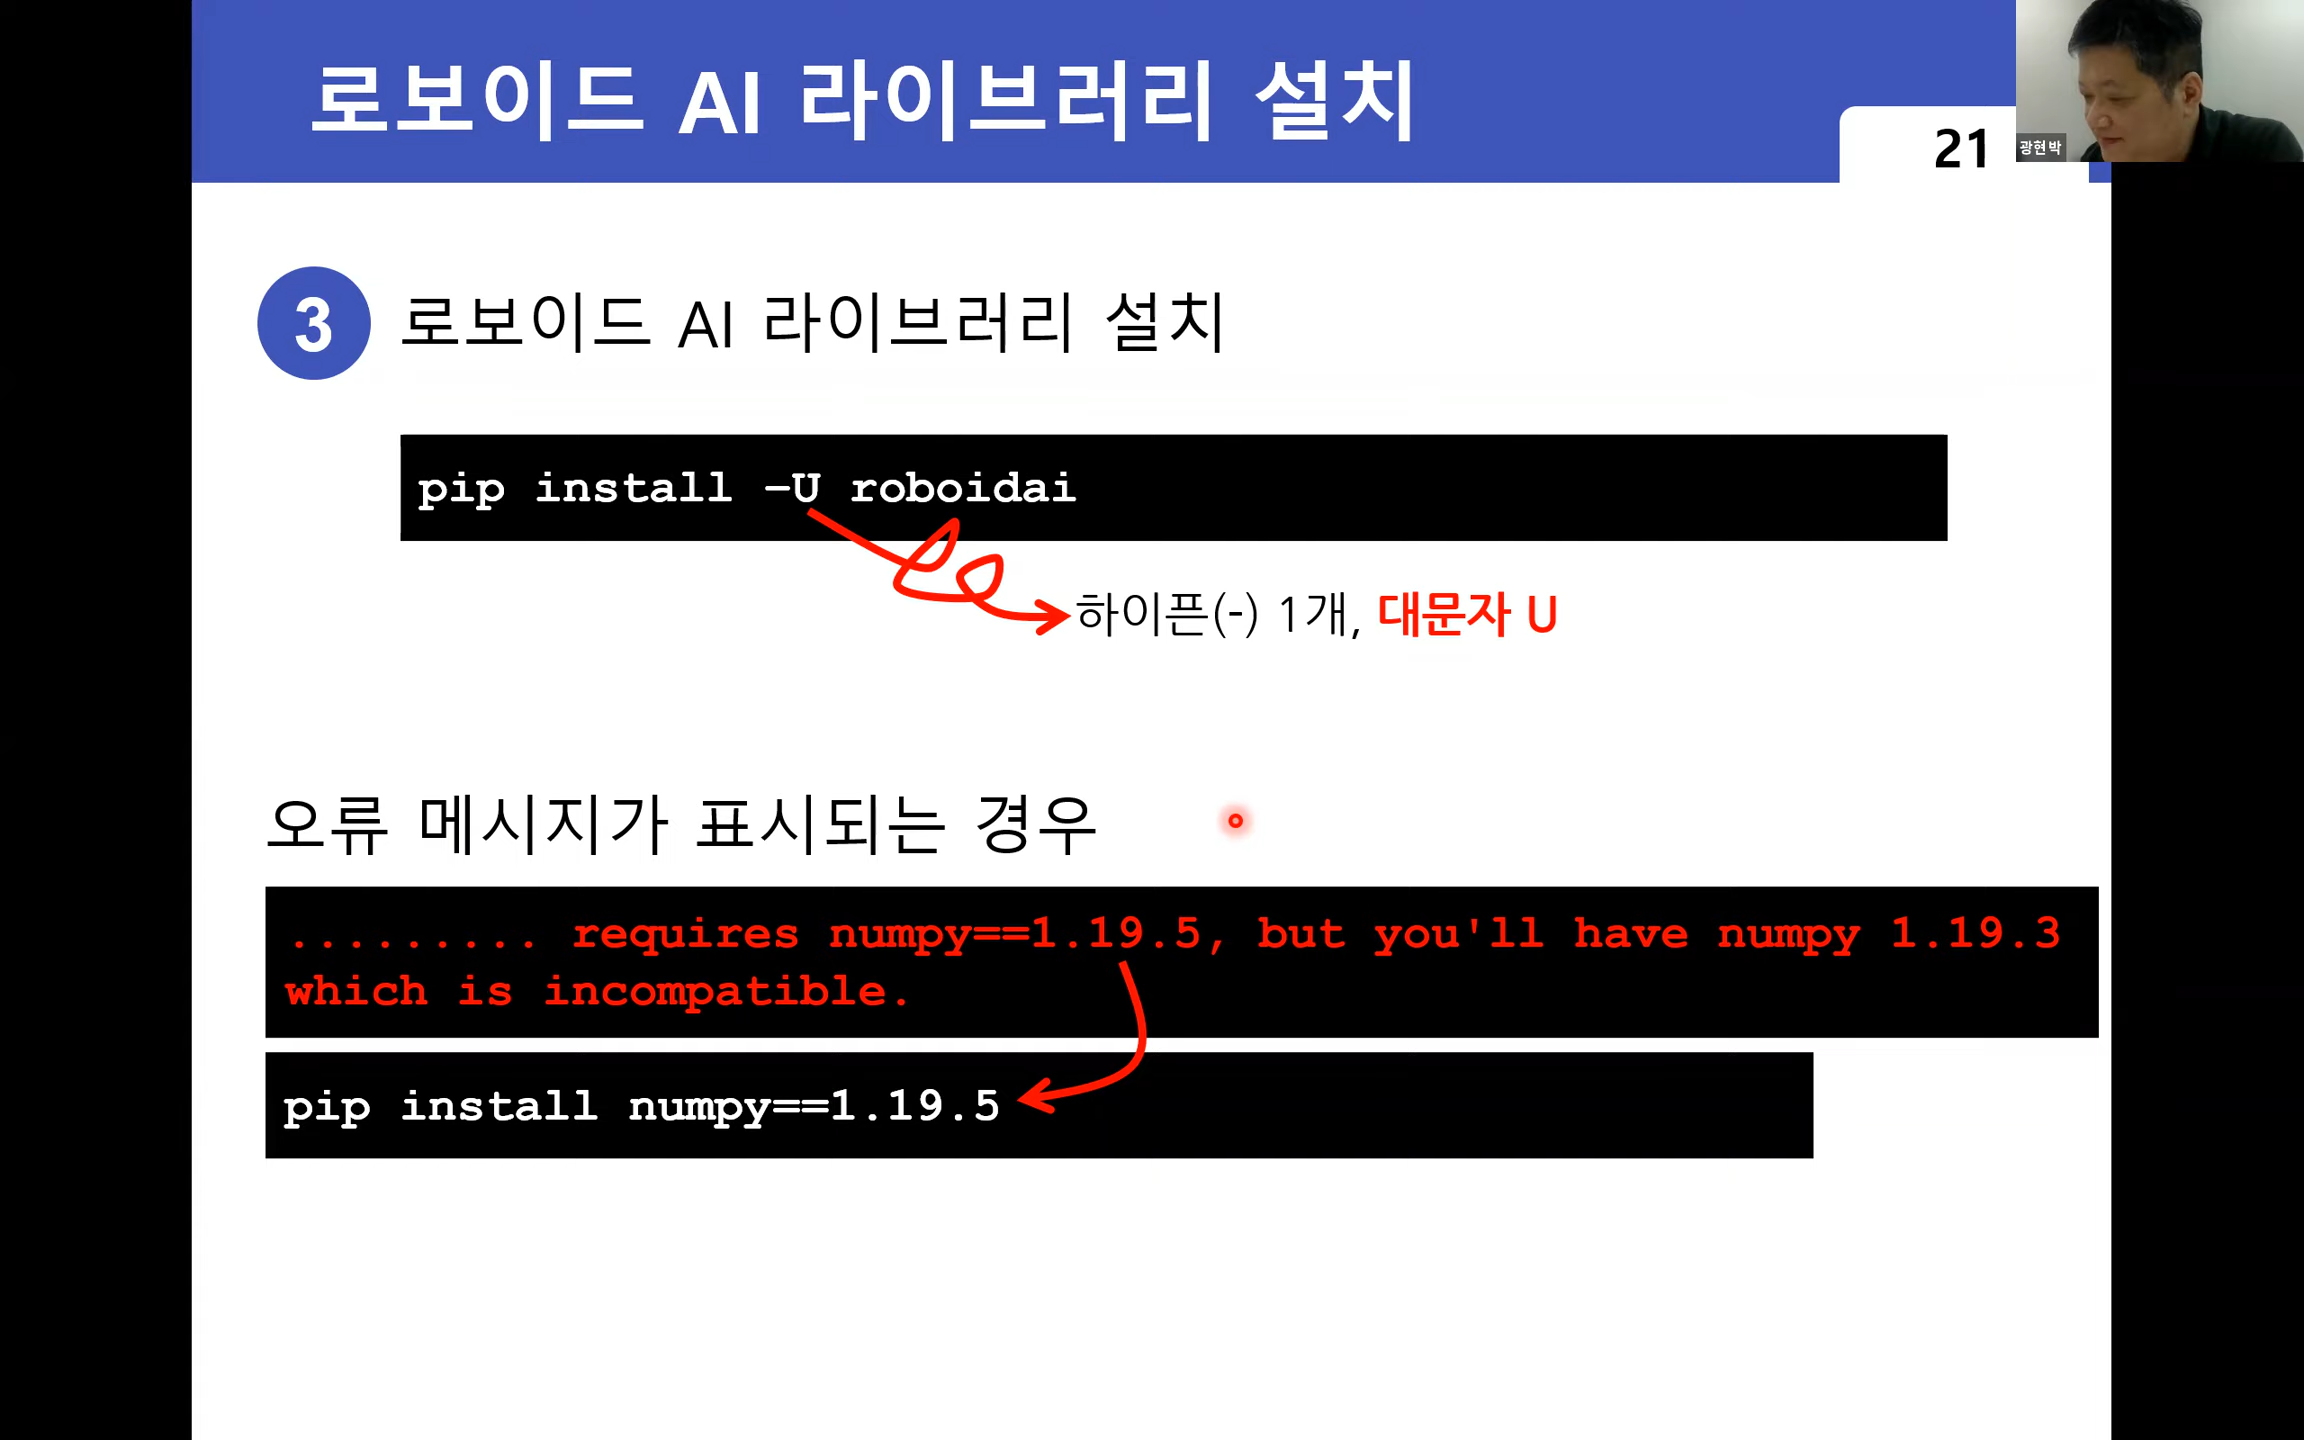 로보이드 AI 라이브러리 설치
21
광현박
3 로보이드 AI 라이브러리 설치
pip install –U roboidai
하이픈(-) 1개, 대문자 U
오류 메시지가 표시되는 경우
......... requires numpy==1.19.5, but you'll have numpy 1.19.3
which is incompatible.
pip install numpy==1.19.5